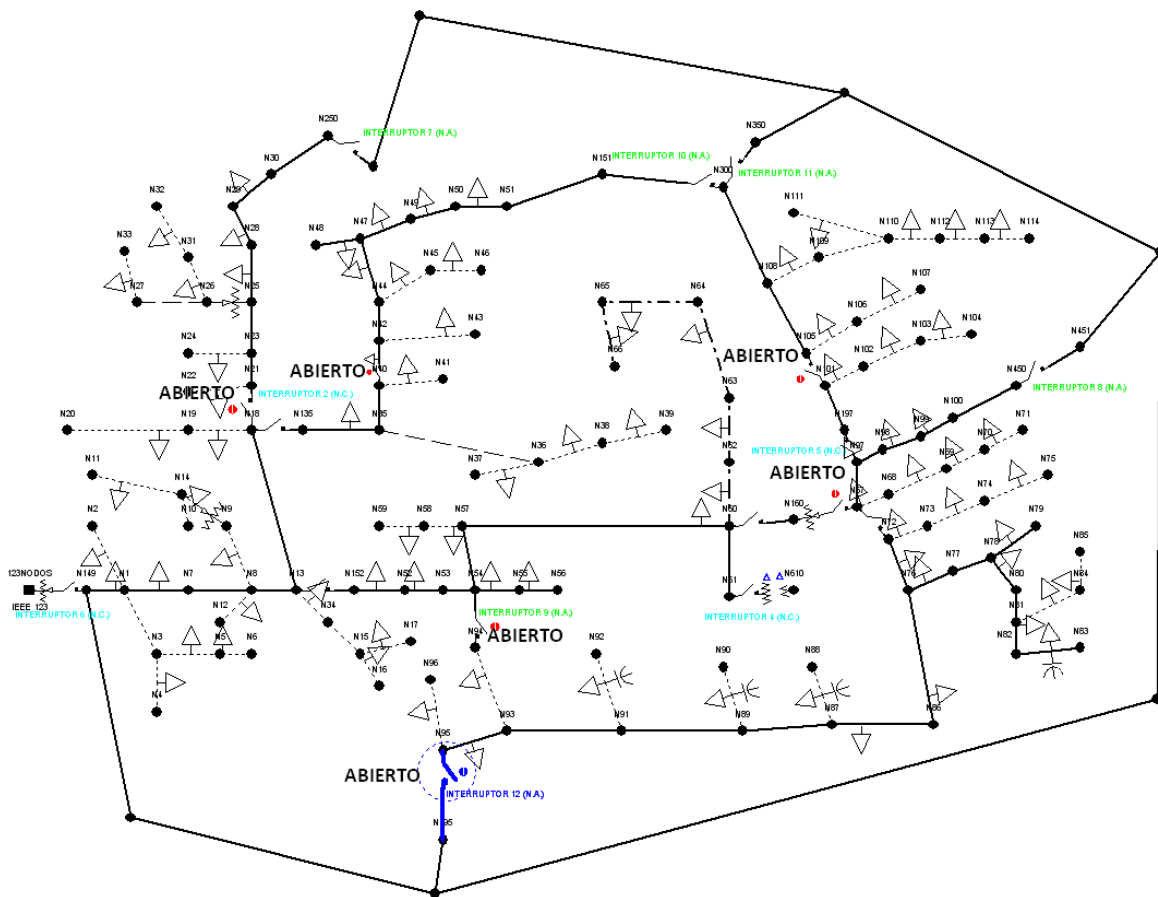 N250
INTERRUPTOR 7 (N.A.)
N350
N30
N151
INTERRUPTOR 10 (N.A.)
N300
INTERRUPTOR 11 (N.A.)
N32
N29
N50
N51
N47
N49
N111
N110
N112
N113
N114
N28
N48
N33
N31
N45
N46
N109
N108
N27
N26
N25
N44
N65
N64
N107
N106
N24
N23
N42
N43
N105
N103
N104
N451
N102
N66
ABIERTO
ABIERTO
N22
N21
N41
N101
N450
INTERRUPTOR 8 (N.A.)
ABIERTO
INTERRUPTOR 2 (N.C.)
N63
N20
N19
N18
N135
N35
N39
N38
N197
N100
N99
N71
N98
N70
INTERRUPTOR 5 (N.C.)
N97
N11
N37
N36
N62
ABIERTO
N69
N75
N14
N67
N68
N74
N2
N10
N9
N59
N58
N57
N60
N160
N72
N73
N79
123NODOS
IEEE 123
INTERRUPTOR 6 (N.C.)
N149
N1
N7
N8
N13
N152
N52
N53
N54
N55
N56
N61
N610
INTERRUPTOR 4 (N.C.)
N76
N77
N78
N80
N85
N84
INTERRUPTOR 9 (N.A.)
ABIERTO
N12
N34
N81
N3
N5
N6
N15
N17
N94
N92
N90
N88
N82
N83
N16
N96
N4
N95
N93
N91
N89
N87
N86
ABIERTO
INTERRUPTOR 12 (N.A.)